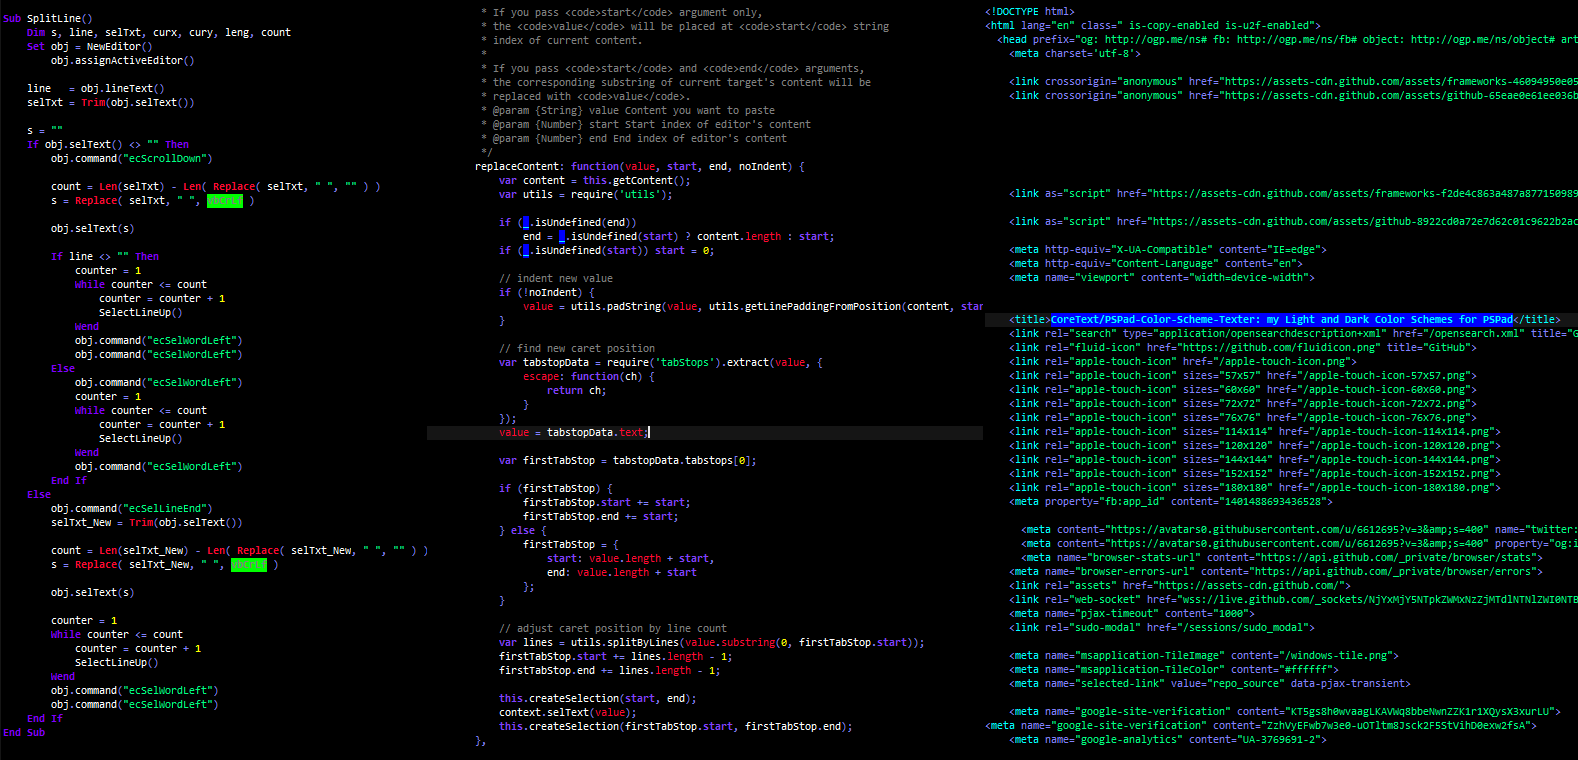 Sub SplitLine()
Dim s, line, selTxt, curx, cury, leng, count
Set obj = NewEditor()
obj.assignActiveEditor()
line = obj.lineText()
selTxt = Trim(obj.selText())
s = ""
If obj.selText() <> "" Then
obj.command("ecScrollDown")
count = Len(selTxt) - Len( Replace( selTxt, " ", "" ) )
s = Replace( selTxt, " ", vbCrLf )
obj.selText(s)
If line <> "" Then
counter = 1
While counter <= count
counter = counter + 1
SelectLineUp()
Wend
obj.command("ecSelWordLeft")
obj.command("ecSelWordLeft")
Else
obj.command("ecSelWordLeft")
counter = 1
While counter <= count
counter = counter + 1
SelectLineUp()
Wend
obj.command("ecSelWordLeft")
End If
Else
obj.command("ecSelLineEnd")
selTxt_New = Trim(obj.selText())
count = Len(selTxt_New) - Len( Replace( selTxt_New, " ", "" ) )
s = Replace( selTxt_New, " ", vbCrLf )
obj.selText(s)
counter = 1
While counter <= count
counter = counter + 1
SelectLineUp()
Wend
obj.command("ecSelWordLeft")
obj.command("ecSelWordLeft")
End If
End Sub
* If you pass <code>start</code> argument only,
* the <code>value</code> will be placed at <code>start</code> string
* index of current content.
*
* If you pass <code>start</code> and <code>end</code> arguments,
* the corresponding substring of current target's content will be
* replaced with <code>value</code>.
* @param {String} value Content you want to paste
* @param {Number} start Start index of editor's content
* @param {Number} end End index of editor's content
*/
replaceContent: function(value, start, end, noIndent) {
var content = this.getContent();
var utils = require('utils');
if (_.isUndefined(end))
end = _.isUndefined(start) ? content.length : start;
if (_.isUndefined(start)) start = 0;
// indent new value
if (!noIndent) {
value = utils.padString(value, utils.getLinePaddingFromPosition(content, star
}
// find new caret position
var tabstopData = require('tabStops').extract(value, {
escape: function(ch) {
return ch;
}
});
value = tabstopData.text;
var firstTabStop = tabstopData.tabstops[0];
if (firstTabStop) {
firstTabStop.start += start;
firstTabStop.end += start;
} else {
firstTabStop = {
start: value.length + start,
end: value.length + start
};
}
// adjust caret position by line count
var lines = utils.splitByLines(value.substring(0, firstTabStop.start));
firstTabStop.start += lines.length - 1;
firstTabStop.end += lines.length - 1;
this.createSelection(start, end);
context.selText(value);
this.createSelection(firstTabStop.start, firstTabStop.end);
},
<!DOCTYPE html>
<html lang="en" class=" is-copy-enabled is-u2f-enabled">
<head prefix="og: http://ogp.me/ns# fb: http://ogp.me/ns/fb# object: http://ogp.me/ns/object# art
<meta charset='utf-8'>
<link crossorigin="anonymous" href="https://assets-cdn.github.com/assets/frameworks-46094950e05
<link crossorigin="anonymous" href="https://assets-cdn.github.com/assets/github-65eae0e61ee036b
<link as="script" href="https://assets-cdn.github.com/assets/frameworks-f2de4c863a487a877150989
<link as="script" href="https://assets-cdn.github.com/assets/github-8922cd0a72e7d62c01c9622b2ac
<meta http-equiv="X-UA-Compatible" content="IE=edge">
<meta http-equiv="Content-Language" content="en">
<meta name="viewport" content="width=device-width">
<title>CoreText/PSPad-Color-Scheme-Texter: my Light and Dark Color Schemes for PSPad</title>
<link rel="search" type="application/opensearchdescription+xml" href="/opensearch.xml" title="G
<link rel="fluid-icon" href="https://github.com/fluidicon.png" title="GitHub">
<link rel="apple-touch-icon" href="/apple-touch-icon.png">
<link rel="apple-touch-icon" sizes="57x57" href="/apple-touch-icon-57x57.png">
<link rel="apple-touch-icon" sizes="60x60" href="/apple-touch-icon-60x60.png">
<link rel="apple-touch-icon" sizes="72x72" href="/apple-touch-icon-72x72.png">
<link rel="apple-touch-icon" sizes="76x76" href="/apple-touch-icon-76x76.png">
<link rel="apple-touch-icon" sizes="114x114" href="/apple-touch-icon-114x114.png">
<link rel="apple-touch-icon" sizes="120x120" href="/apple-touch-icon-120x120.png">
<link rel="apple-touch-icon" sizes="144x144" href="/apple-touch-icon-144x144.png">
<link rel="apple-touch-icon" sizes="152x152" href="/apple-touch-icon-152x152.png">
<link rel="apple-touch-icon" sizes="180x180" href="/apple-touch-icon-180x180.png">
<meta property="fb:app_id" content="1401488693436528">
<meta content="https://avatars0.githubusercontent.com/u/6612695?v=3&amp;s=400" name="twitter:
<meta content="https://avatars0.githubusercontent.com/u/6612695?v=3&amp;s=400" property="og:i
<meta name="browser-stats-url" content="https://api.github.com/_private/browser/stats">
<meta name="browser-errors-url" content="https://api.github.com/_private/browser/errors">
<link rel="assets" href="https://assets-cdn.github.com/">
<link rel="web-socket" href="wss://live.github.com/_sockets/NjYxMjY5NTpkZWMxNzZjMTdlNTNlZWI0NTB
<meta name="pjax-timeout" content="1000">
<link rel="sudo-modal" href="/sessions/sudo_modal">
<meta name="msapplication-TileImage" content="/windows-tile.png">
<meta name="msapplication-TileColor" content="#ffffff">
<meta name="selected-link" value="repo_source" data-pjax-transient>
<meta name="google-site-verification" content="KT5gs8h0wvaagLKAVWq8bbeNwnZZK1r1XQysX3xurLU">
<meta name="google-site-verification" content="ZzhVyEFwb7w3e0-uOTltm8Jsck2F5StVihD0exw2fsA">
<meta name="google-analytics" content="UA-3769691-2">